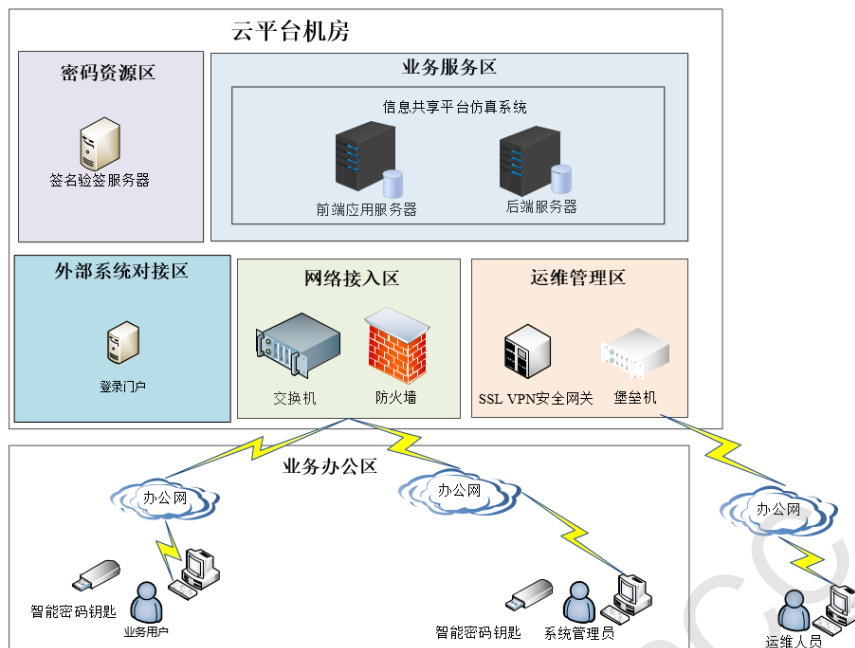 云平台机房
密码资源区
业务服务区
信息共享平台仿真系统
签名验签服务器
前端应用服务器
后端服务器
外部系统对接区
网络接入区
运维管理区
登录门户
交换机
防火墙
SSL VPN安全网关
堡垒机
业务办公区
办公网
办公网
办公网
智能密码钥匙
业务用户
智能密码钥匙
系统管理员
运维人员